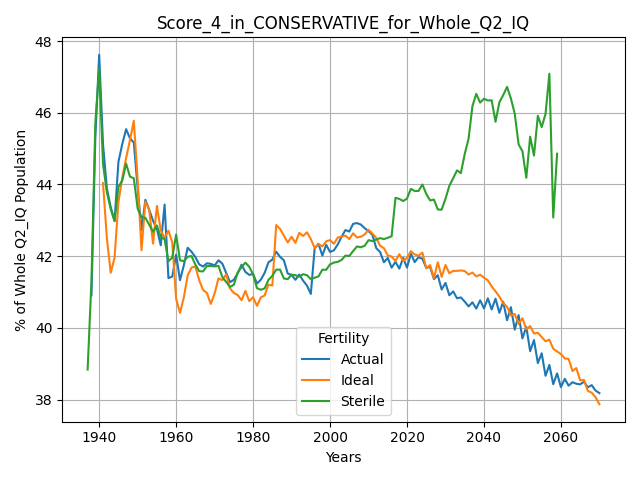 Score_4_in_CONSERVATIVE_for_Whole_Q2_IQ
% of Whole Q2_IQ Population
48
46
44
42
40
38
Fertility
Actual
Ideal
Sterile
1940 1960 1980 2000 2020 2040 2060
Years